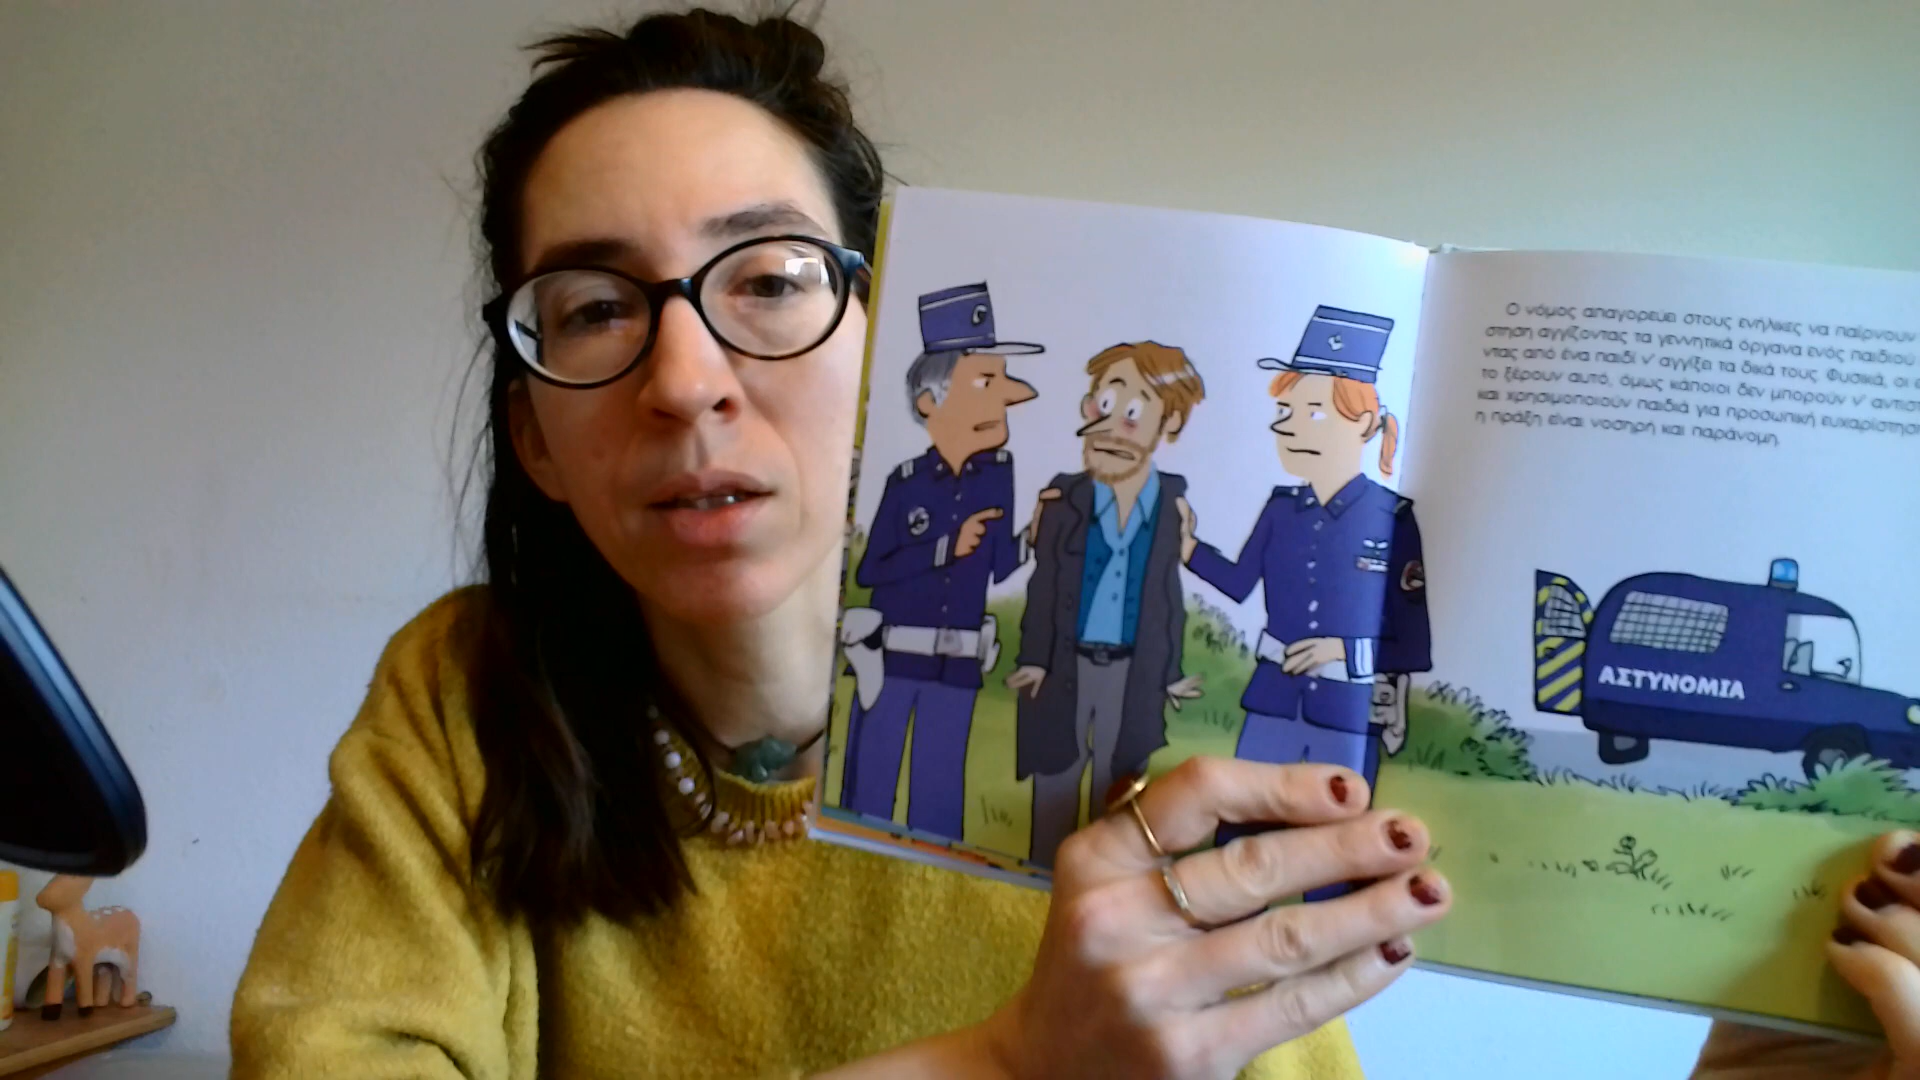 Ο νόμος απαγορεύει στους ενήλικες να παίρνουν
στηση αγγίζοντας τα γεννητικά όργανα ενός παιδιού
ντας από ένα παιδί ν' αγγίξει τα δικά τους. Φυσικά, οι ε
το ξέρουν αυτό, όμως κάποιοι δεν μπορούν ν' αντιστ
και χρησιμοποιούν παιδιά για προσωπική ευχαρίστησ
η πράξη είναι νοσηρή και παράνομη.
ΑΣΤΥΝΟΜΙΑ